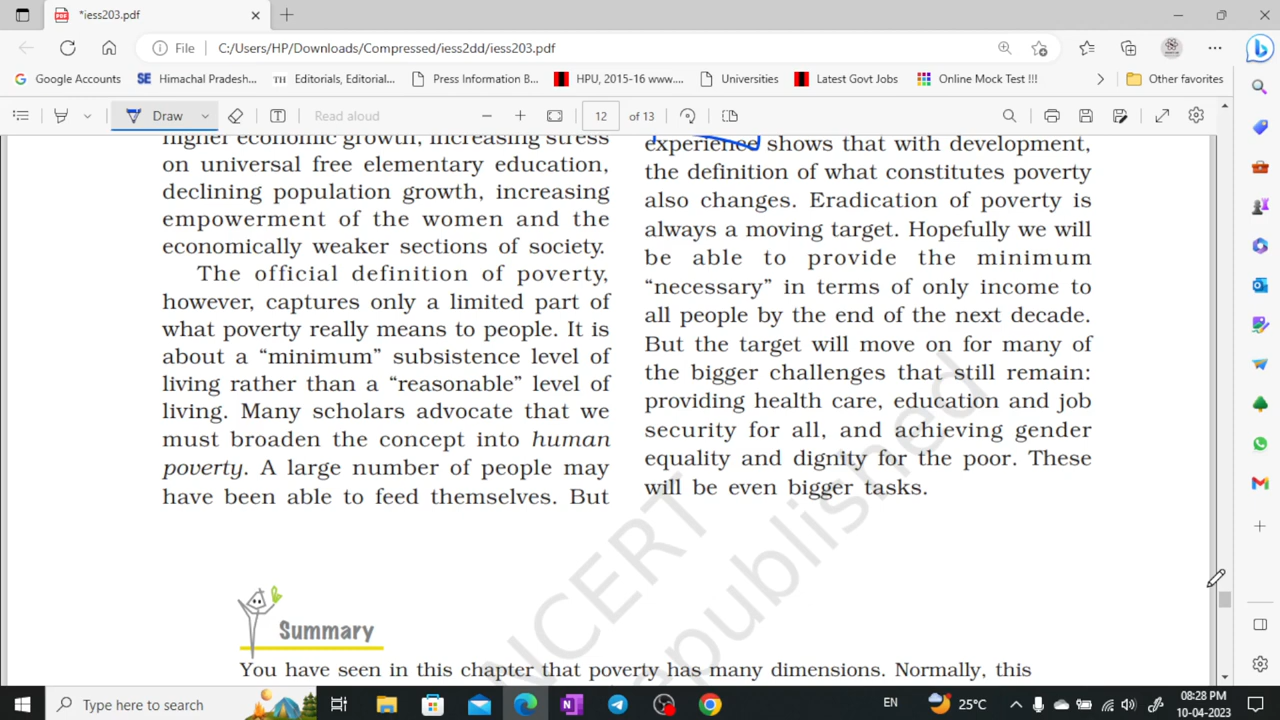 *iess203.pdf
File
C:/Users/HP/Downloads/Compressed/iess2dd/iess203.pdf
Google Accounts
SE Himachal Pradesh...
TH Editorials, Editorial...
Press Information B...
HPU, 2015-16 www....
Universities
Latest Govt Jobs
Online Mock Test !!!
Other favorites
Draw
Read aloud
12 of 13
higher economic growth, increasing stress
on universal free elementary education,
declining population growth, increasing
empowerment of the women and the
economically weaker sections of society.
The official definition of poverty,
however, captures only a limited part of
what poverty really means to people. It is
about a “minimum” subsistence level of
living rather than a “reasonable” level of
living. Many scholars advocate that we
must broaden the concept into human
poverty. A large number of people may
have been able to feed themselves. But
experience shows that with development,
the definition of what constitutes poverty
also changes. Eradication of poverty is
always a moving target. Hopefully we will
be able to provide the minimum
“necessary” in terms of only income to
all people by the end of the next decade.
But the target will move on for many of
the bigger challenges that still remain:
providing health care, education and job
security for all, and achieving gender
equality and dignity for the poor. These
will be even bigger tasks.
NCERT
republished
Summary
You have seen in this chapter that poverty has many dimensions. Normally, this
Type here to search
EN
25°C
08:28 PM
10-04-2023